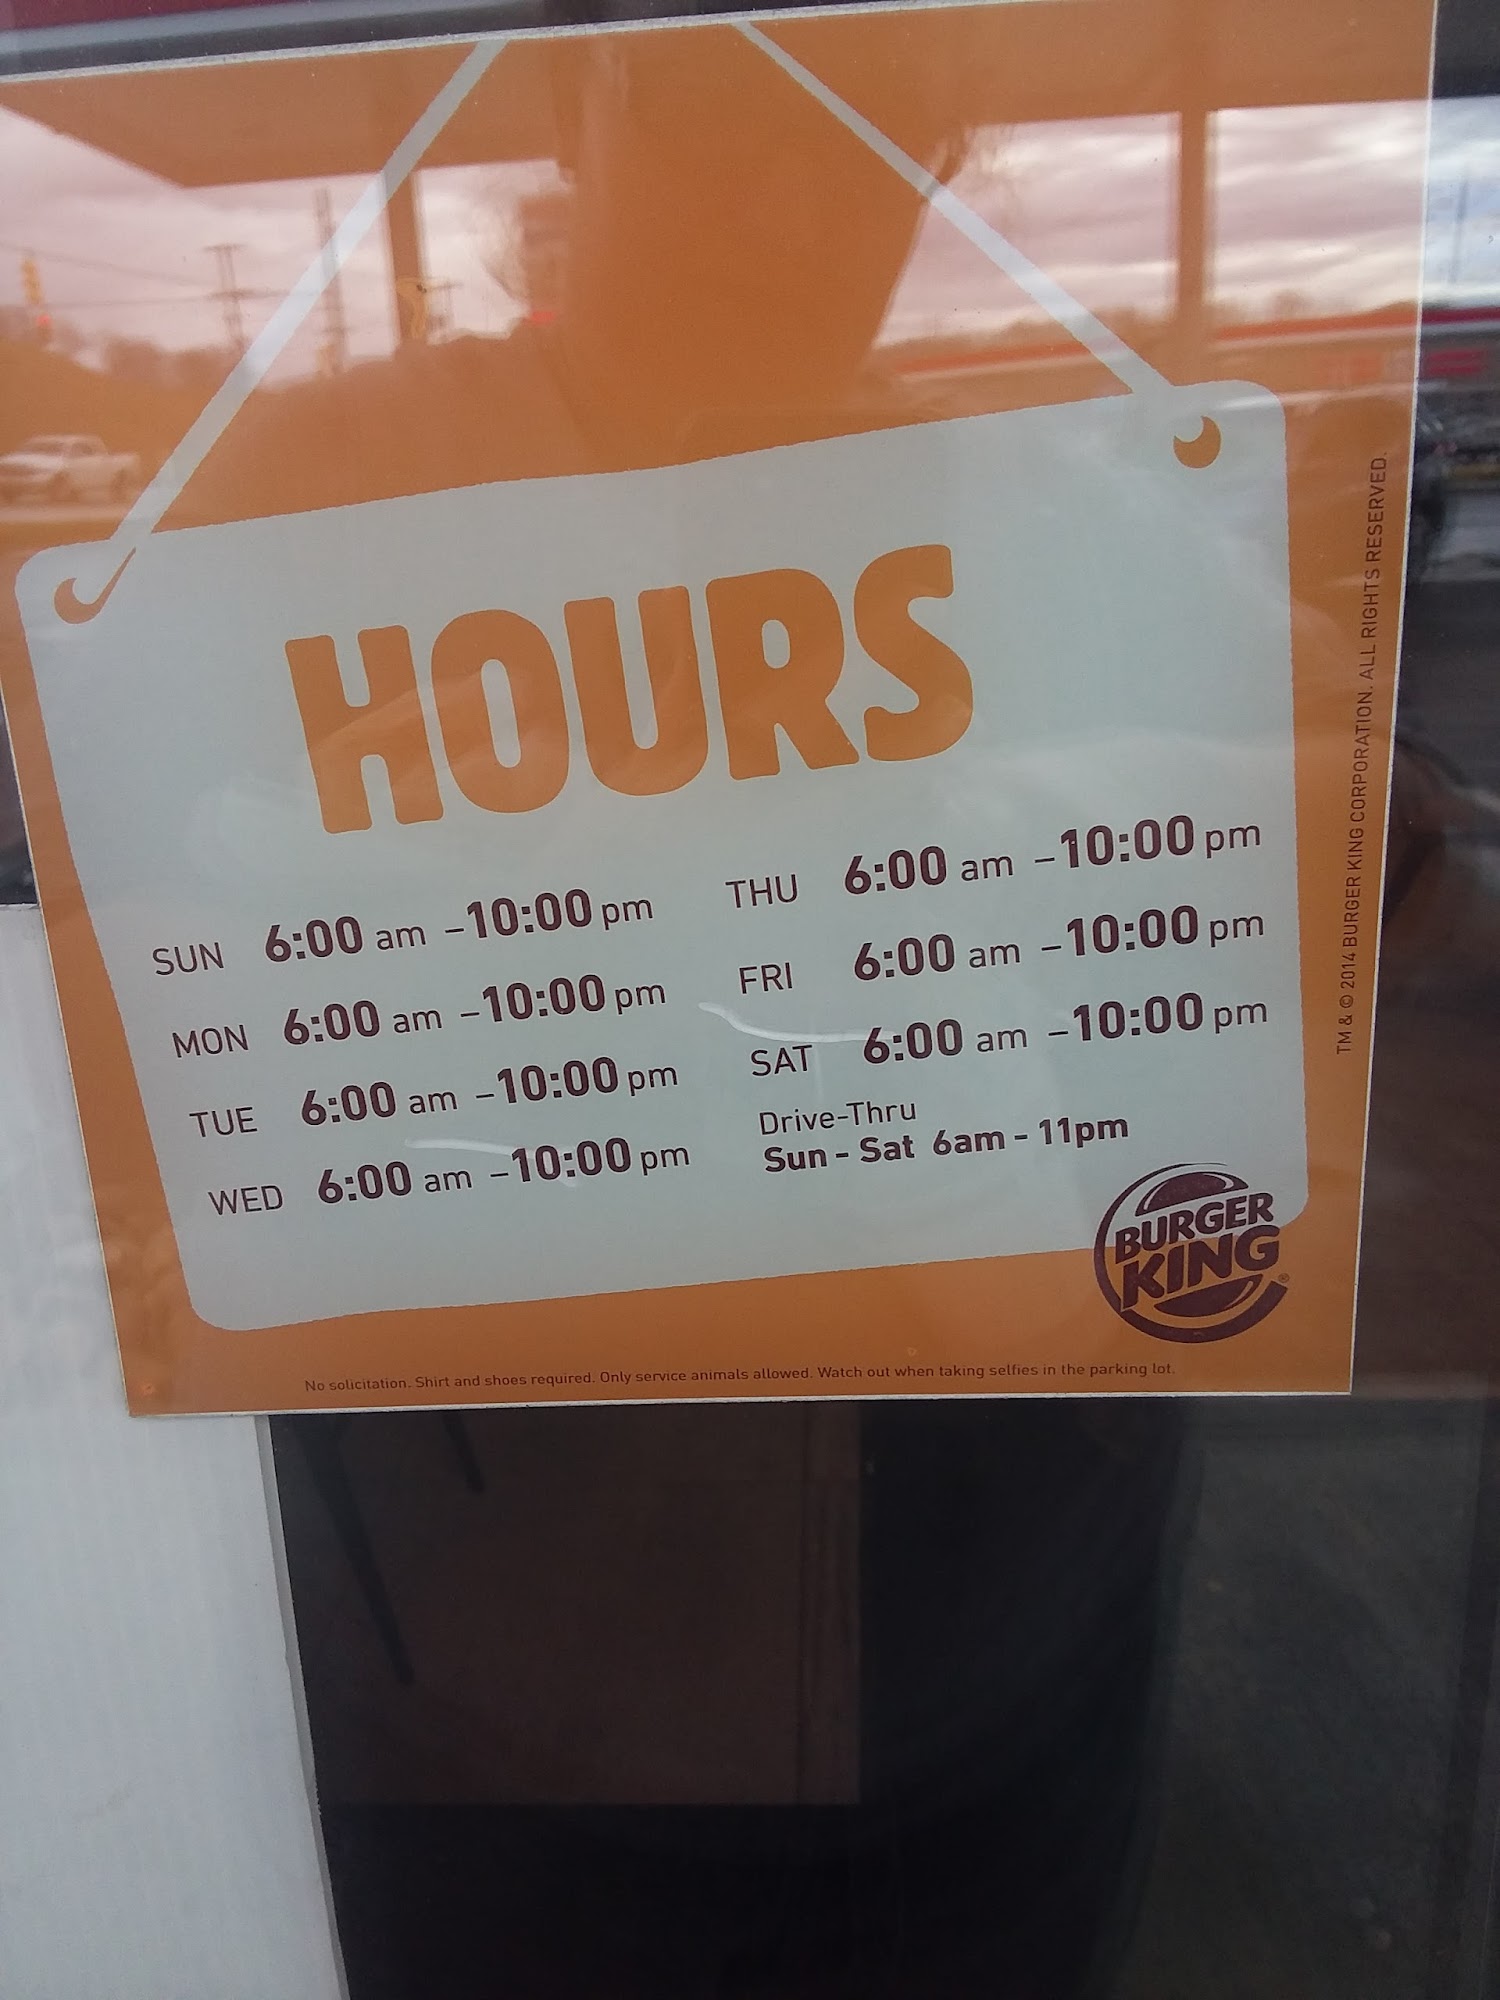 HOURS
SUN 6:00 am - 10:00 pm
MON 6:00 am - 10:00 pm
TUE 6:00 am - 10:00 pm
WED 6:00 am - 10:00 pm
THU 6:00 am - 10:00 pm
FRI 6:00 am - 10:00 pm
SAT 6:00 am - 10:00 pm
Drive-Thru
Sun - Sat 6am - 11pm
BURGER
KING®
No solicitation. Shirt and shoes required. Only service animals allowed. Watch out when taking selfies in the parking lot.
TM & © 2014 BURGER KING CORPORATION. ALL RIGHTS RESERVED.